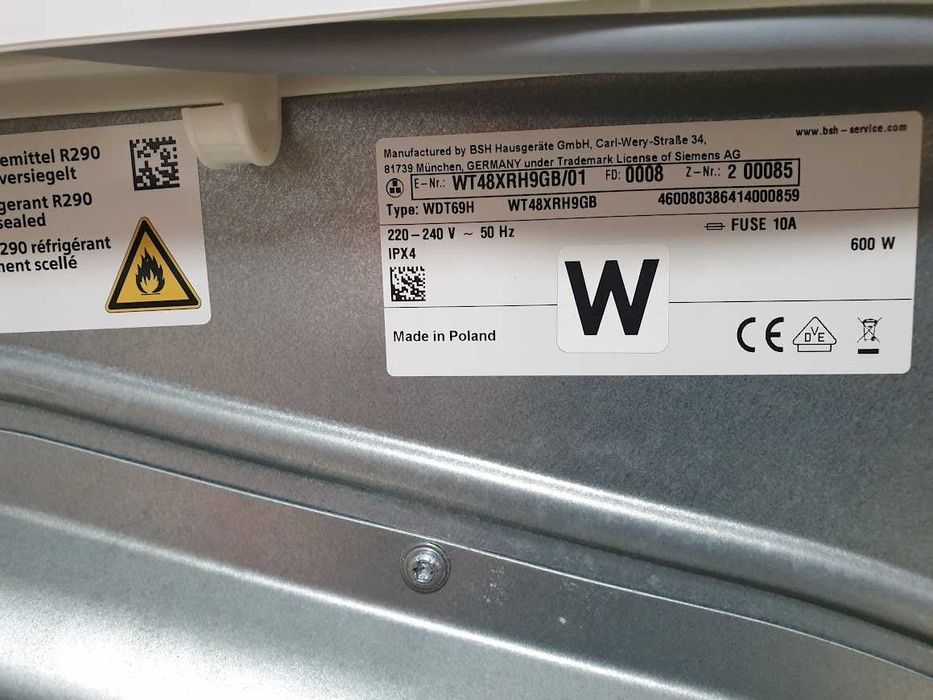 emittel R290
versiegelt
gerant R290
sealed
290 réfrigérant
ment scellé
www.bsh-service.com
Manufactured by BSH Hausgeräte GmbH, Carl-Wery-Straße 34,
81739 München, GERMANY under Trademark License of Siemens AG
E-Nr.: WT48XRH9GB/01 FD: 0008 Z-Nr.: 2 00085
Type: WDT69H WT48XRH9GB 460080386414000859
220-240 V ~ 50 Hz FUSE 10A
IPX4 600 W
W
Made in Poland CE DVE